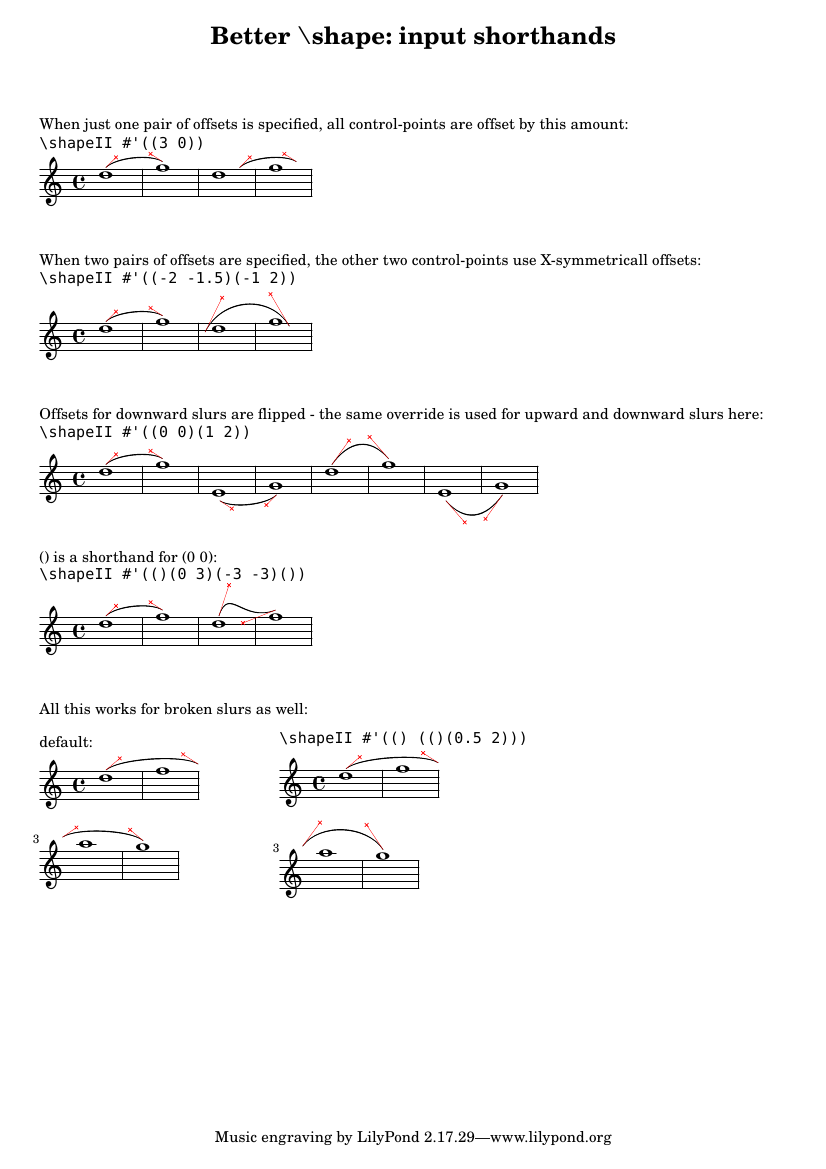 Better \shape: input shorthands
When just one pair of offsets is specified, all control-points are offset by this amount:
\shapeII #'((3 0))
When two pairs of offsets are specified, the other two control-points use X-symmetricall offsets:
\shapeII #'((-2 -1.5)(-1 2))
Offsets for downward slurs are flipped - the same override is used for upward and downward slurs here:
\shapeII #'((0 0)(1 2))
() is a shorthand for (0 0):
\shapeII #'(()(0 3)(-3 -3)())
All this works for broken slurs as well:
default:
3
\shapeII #'(() (()(0.5 2)))
3
Music engraving by LilyPond 2.17.29—www.lilypond.org